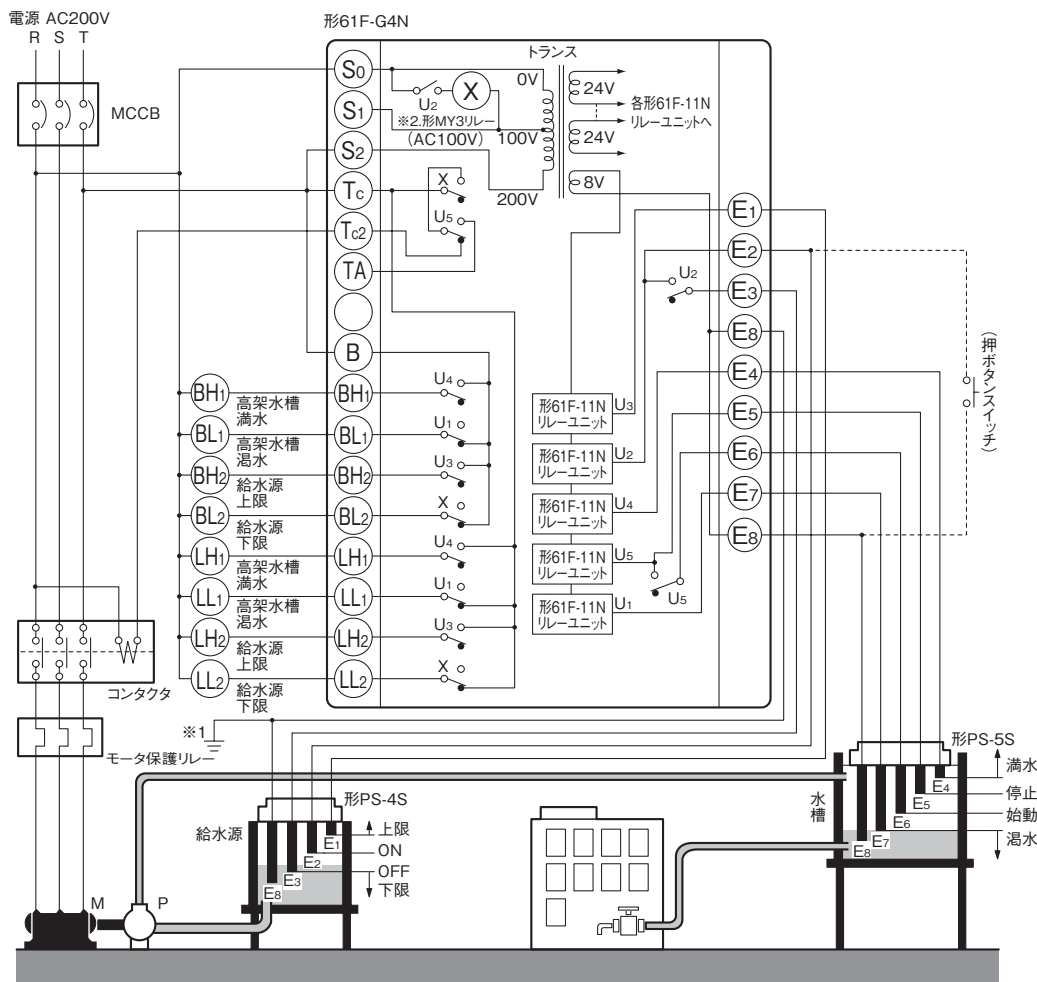 電源 AC200V
R S T
MCCB
コンタクタ
モータ保護リレー
M
P
形61F-G4N
S0
S1
S2
Tc
Tc2
TA
B
BH1
BL1
BH2
BL2
LH1
LL1
LH2
LL2
BH1 高架水槽 満水
BL1 高架水槽 渇水
BH2 給水源 上限
BL2 給水源 下限
LH1 高架水槽 満水
LL1 高架水槽 渇水
LH2 給水源 上限
LL2 給水源 下限
U2
X
※2.形MY3リレー
(AC100V)
トランス
0V
100V
200V
24V
24V
8V
各形61F-11N
リレーユニットへ
X
U5
U4
U1
U3
X
U4
U1
U3
X
形61F-11N
リレーユニット
U3
形61F-11N
リレーユニット
U2
形61F-11N
リレーユニット
U4
形61F-11N
リレーユニット
U5
形61F-11N
リレーユニット
U1
U2
U5
E1
E2
E3
E8
E4
E5
E6
E7
E8
(押ボタンスイッチ)
※1
形PS-4S
給水源
E1
E2
E3
E8
上限
ON
OFF
下限
形PS-5S
水槽
E4
E5
E6
E7
E8
満水
停止
始動
渇水